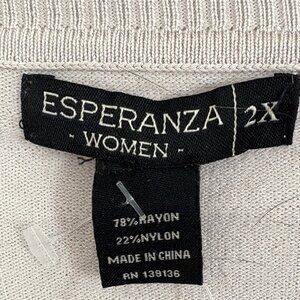 ESPERANZA
- WOMEN -
2X
78% RAYON
22% NYLON
MADE IN CHINA
RN 139136